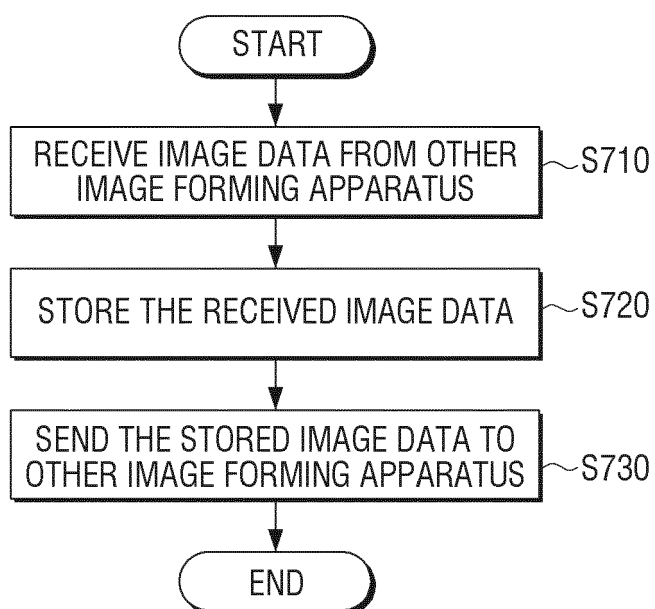 START
RECEIVE IMAGE DATA FROM OTHER
IMAGE FORMING APPARATUS
S710
STORE THE RECEIVED IMAGE DATA
S720
SEND THE STORED IMAGE DATA TO
OTHER IMAGE FORMING APPARATUS
S730
END